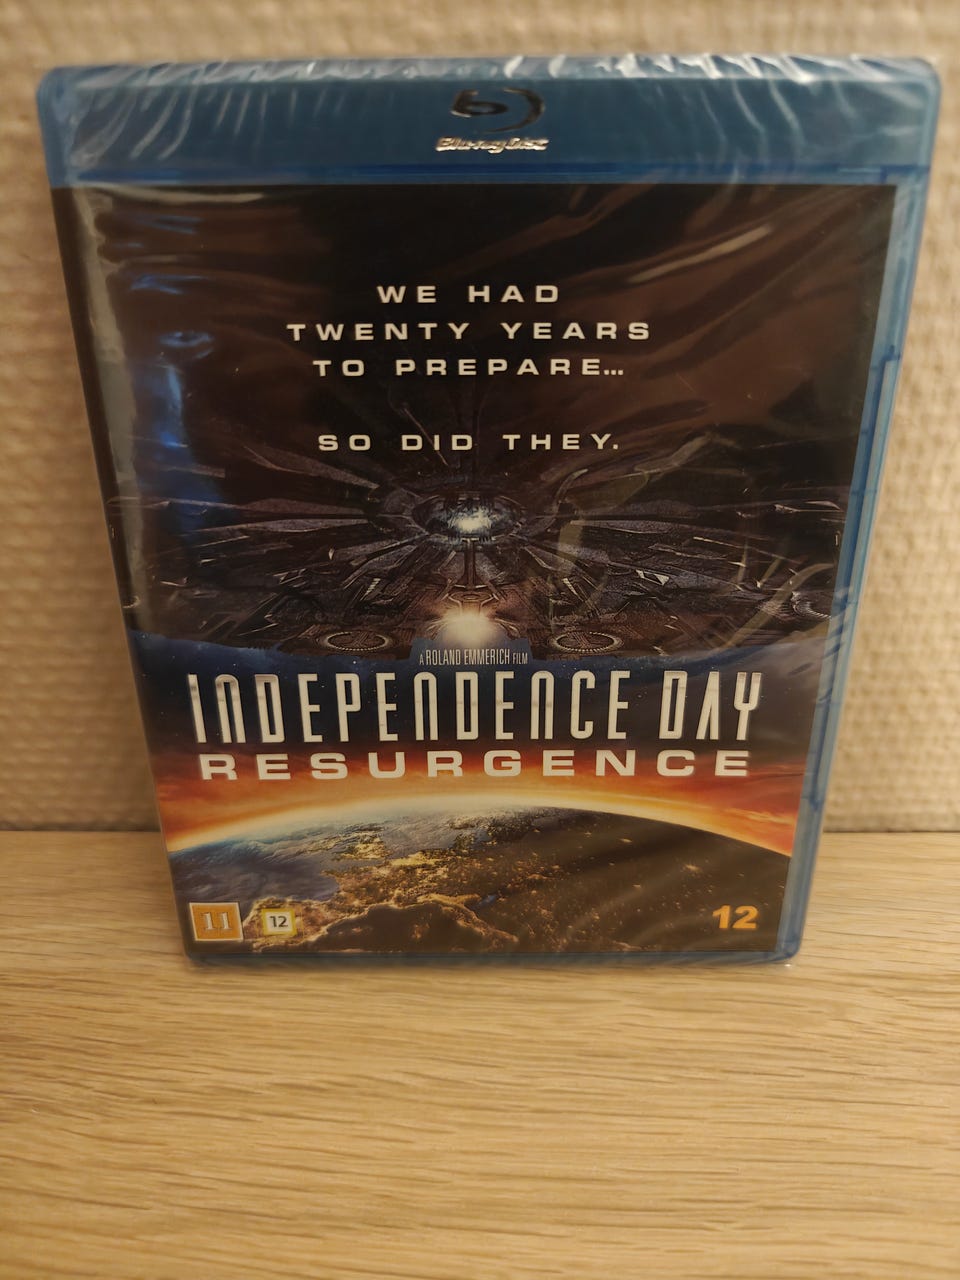 Blu-ray Disc
WE HAD
TWENTY YEARS
TO PREPARE...
SO DID THEY.
A ROLAND EMMERICH FILM
INDEPENDENCE DAY
RESURGENCE
11
12
12